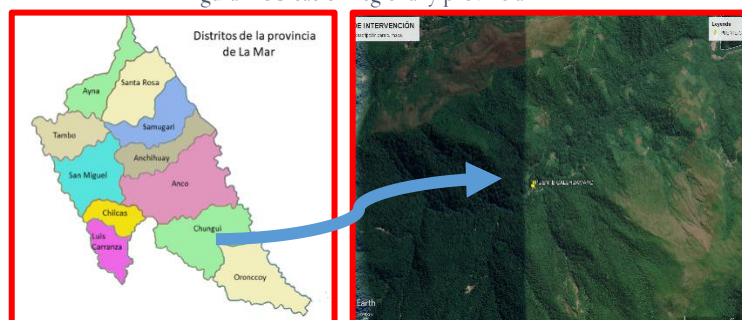 Distritos de la provincia
de La Mar
Ayna
Santa Rosa
Tambo
Samugari
Anchihuay
San Miguel
Anco
Chilcas
Chungui
Luis
Carranza
Oronccoy
DE INTERVENCIÓN
Leyenda
Earth